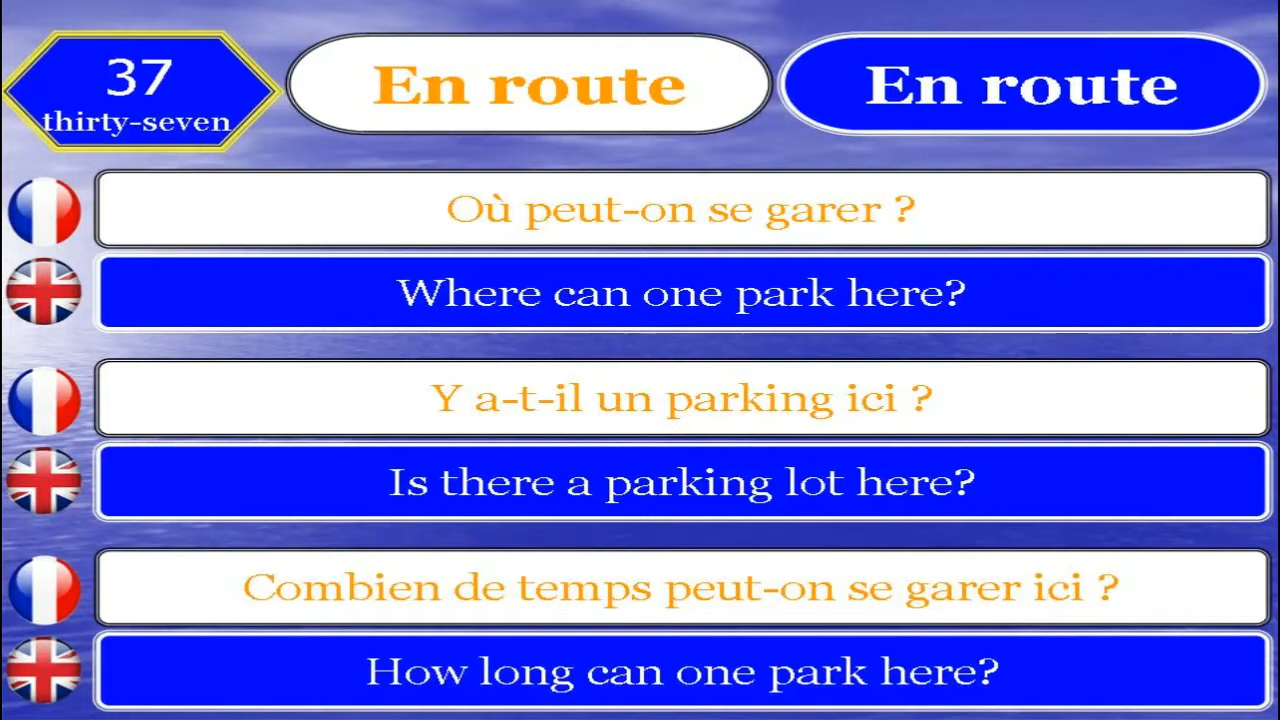 37
thirty-seven
En route
En route
Où peut-on se garer ?
Where can one park here?
Y a-t-il un parking ici ?
Is there a parking lot here?
Combien de temps peut-on se garer ici ?
How long can one park here?